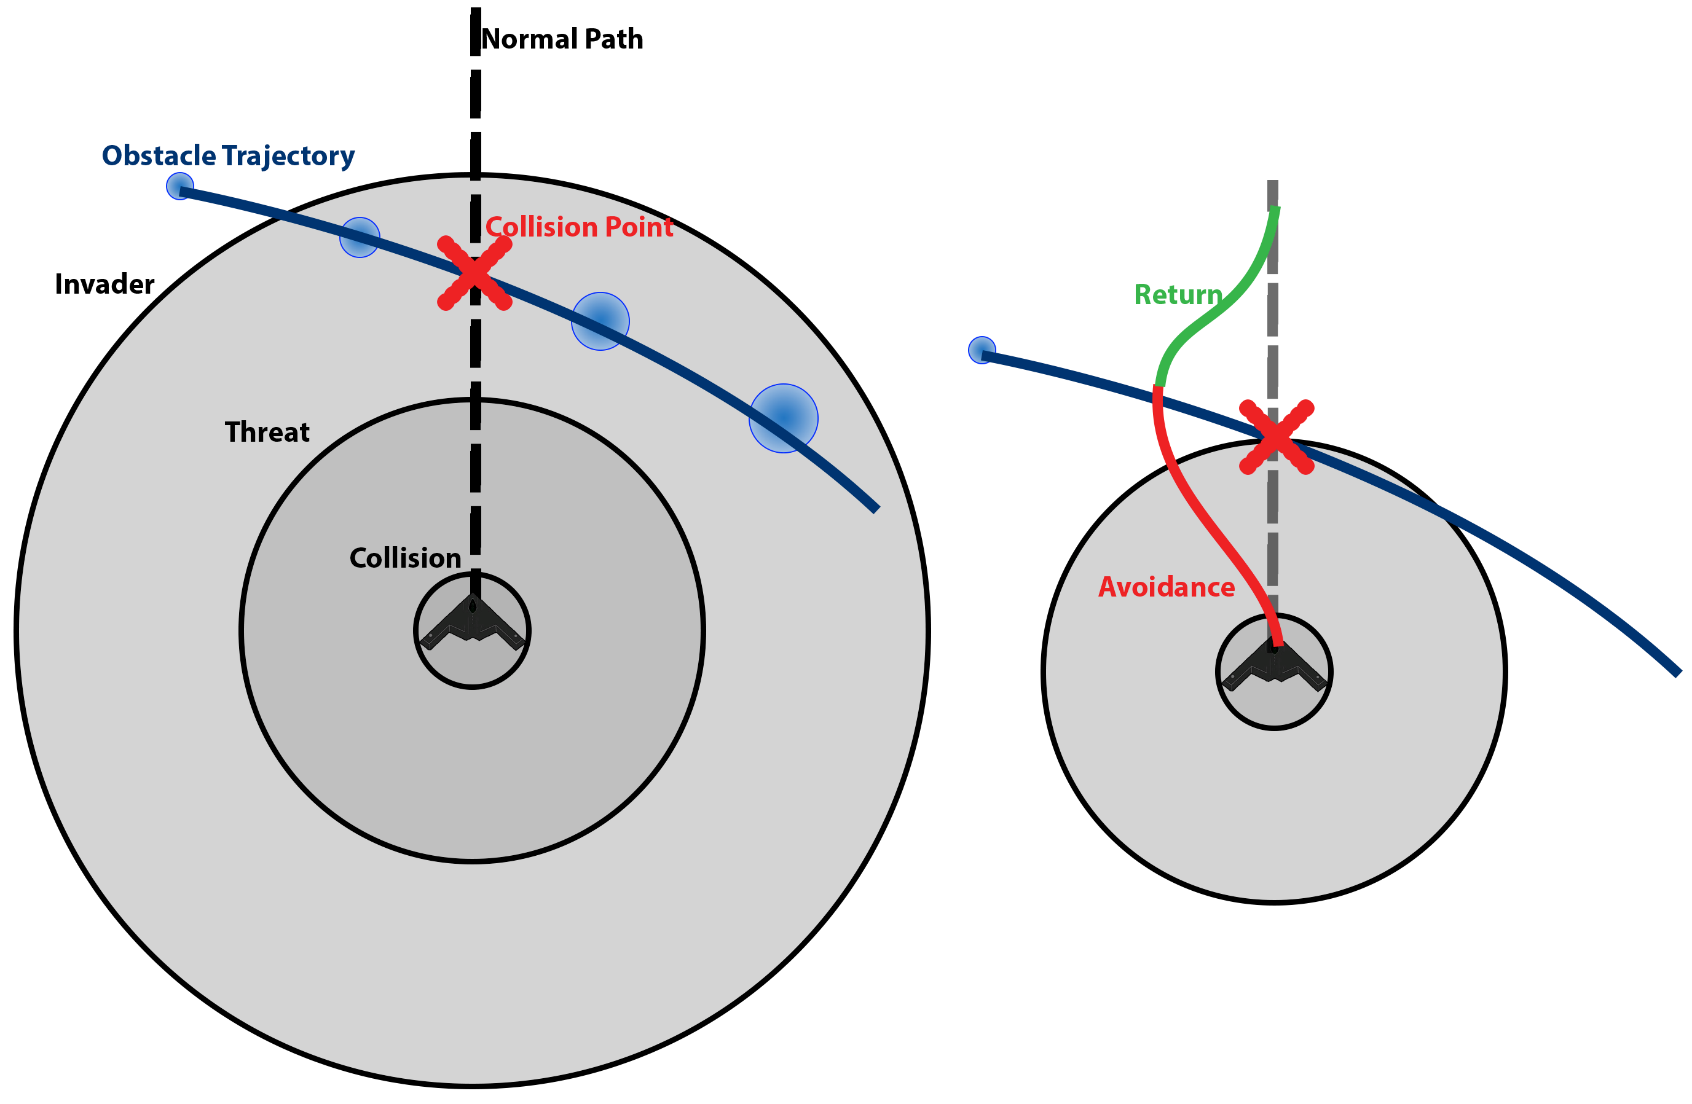 Normal Path
Obstacle Trajectory
Collision Point
Invader
Threat
Collision
Return
Avoidance